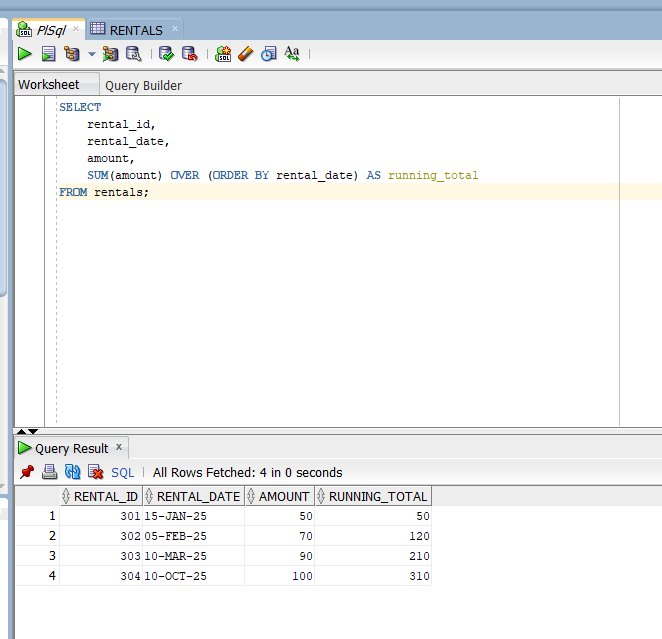 PlSql × RENTALS ×
SQL Aa
Worksheet Query Builder
SELECT
rental_id,
rental_date,
amount,
SUM(amount) OVER (ORDER BY rental_date) AS running_total
FROM rentals;
Query Result ×
SQL | All Rows Fetched: 4 in 0 seconds
RENTAL_ID RENTAL_DATE AMOUNT RUNNING_TOTAL
1 301 15-JAN-25 50 50
2 302 05-FEB-25 70 120
3 303 10-MAR-25 90 210
4 304 10-OCT-25 100 310